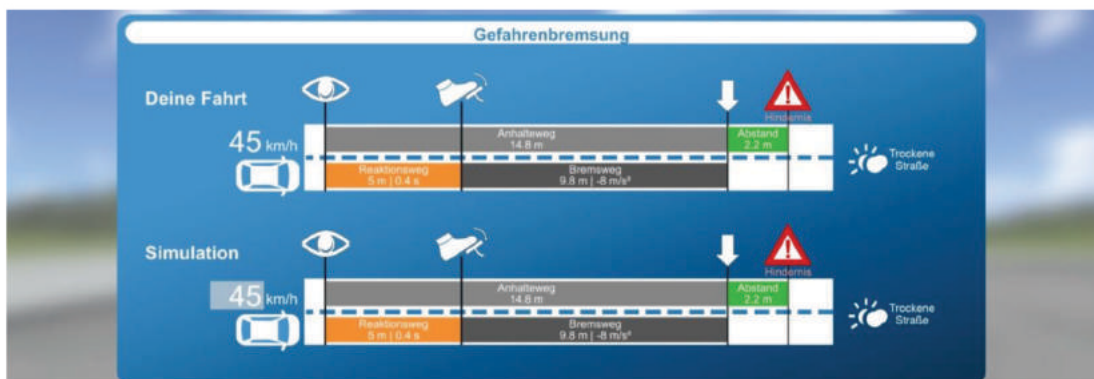 Gefahrenbremsung
Deine Fahrt
Hindernis
45 km/h
Anhalteweg
14.8 m
Abstand
2.2 m
Trockene
Straße
Reaktionsweg
5 m | 0.4 s
Bremsweg
9.8 m | -8 m/s²
Simulation
Hindernis
45 km/h
Anhalteweg
14.8 m
Abstand
2.2 m
Trockene
Straße
Reaktionsweg
5 m | 0.4 s
Bremsweg
9.8 m | -8 m/s²